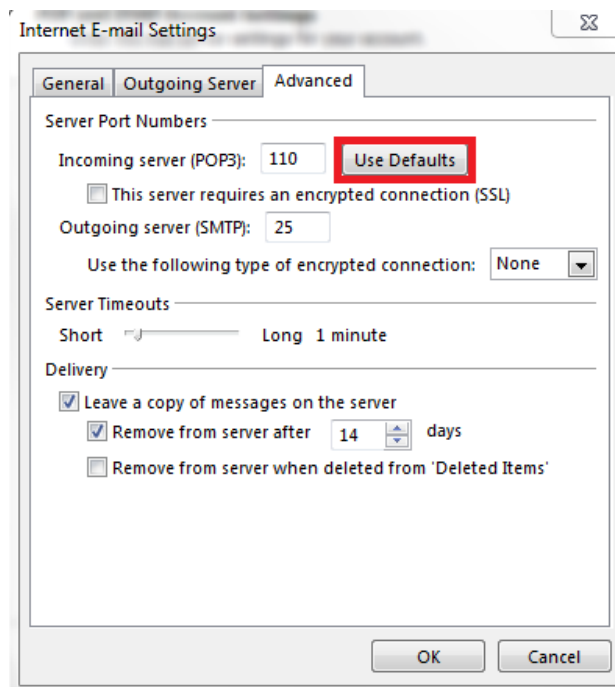 Internet E-mail Settings
General Outgoing Server Advanced
Server Port Numbers
Incoming server (POP3): 110 Use Defaults
This server requires an encrypted connection (SSL)
Outgoing server (SMTP): 25
Use the following type of encrypted connection: None
Server Timeouts
Short Long 1 minute
Delivery
Leave a copy of messages on the server
Remove from server after 14 days
Remove from server when deleted from 'Deleted Items'
OK Cancel